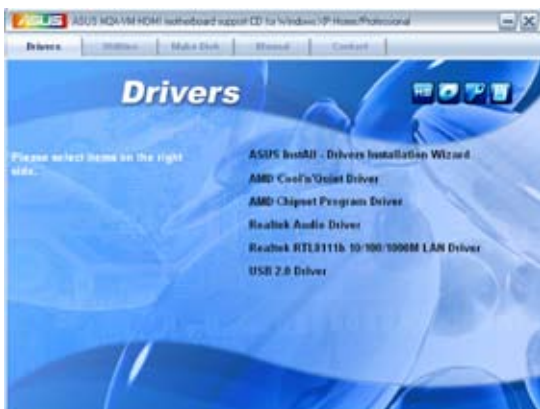 ASUS ASUS M2A-VM HDMI motherboard support CD for Windows XP Home/Professional
Drivers Utilities Make Disk Manual Contact
Drivers
Please select items on the right side.
ASUS InstAll - Drivers Installation Wizard
AMD Cool'n'Quiet Driver
AMD Chipset Program Driver
Realtek Audio Driver
Realtek RTL8111b 10/100/1000M LAN Driver
USB 2.0 Driver